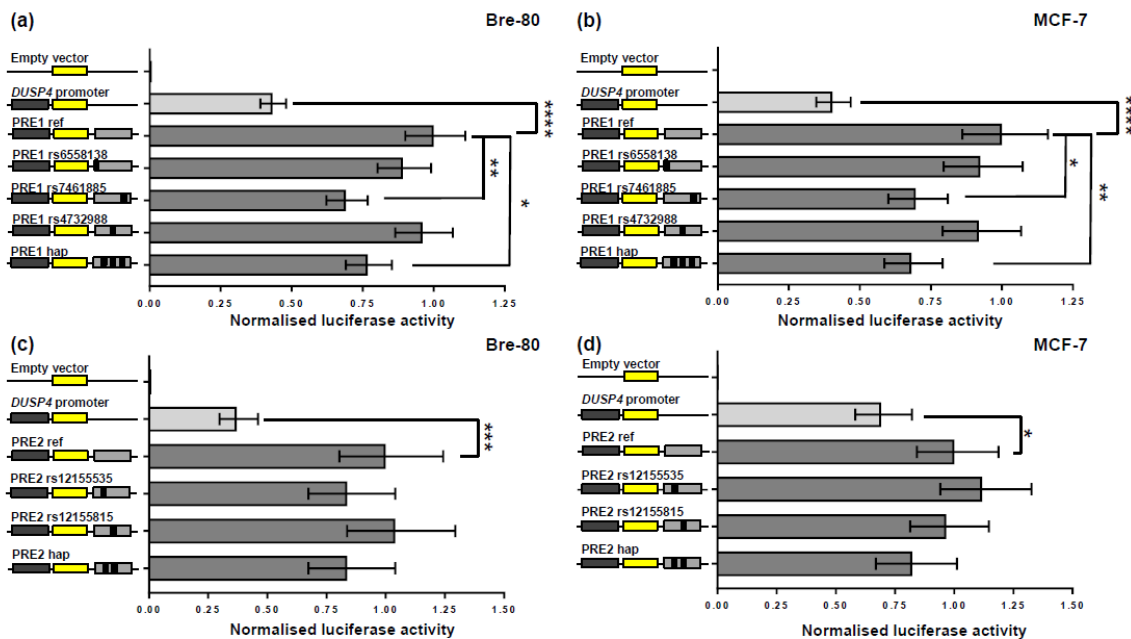 (a)
Bre-80
Empty vector
DUSP4 promoter
PRE1 ref
PRE1 rs6558138
PRE1 rs7461885
PRE1 rs4732988
PRE1 hap
****
**
*
0.00 0.25 0.50 0.75 1.00 1.25
Normalised luciferase activity
(b)
MCF-7
Empty vector
DUSP4 promoter
PRE1 ref
PRE1 rs6558138
PRE1 rs7461885
PRE1 rs4732988
PRE1 hap
****
*
**
0.00 0.25 0.50 0.75 1.00 1.25
Normalised luciferase activity
(c)
Bre-80
Empty vector
DUSP4 promoter
PRE2 ref
PRE2 rs12155535
PRE2 rs12155815
PRE2 hap
***
0.00 0.25 0.50 0.75 1.00 1.25 1.50
Normalised luciferase activity
(d)
MCF-7
Empty vector
DUSP4 promoter
PRE2 ref
PRE2 rs12155535
PRE2 rs12155815
PRE2 hap
*
0.00 0.25 0.50 0.75 1.00 1.25 1.50
Normalised luciferase activity